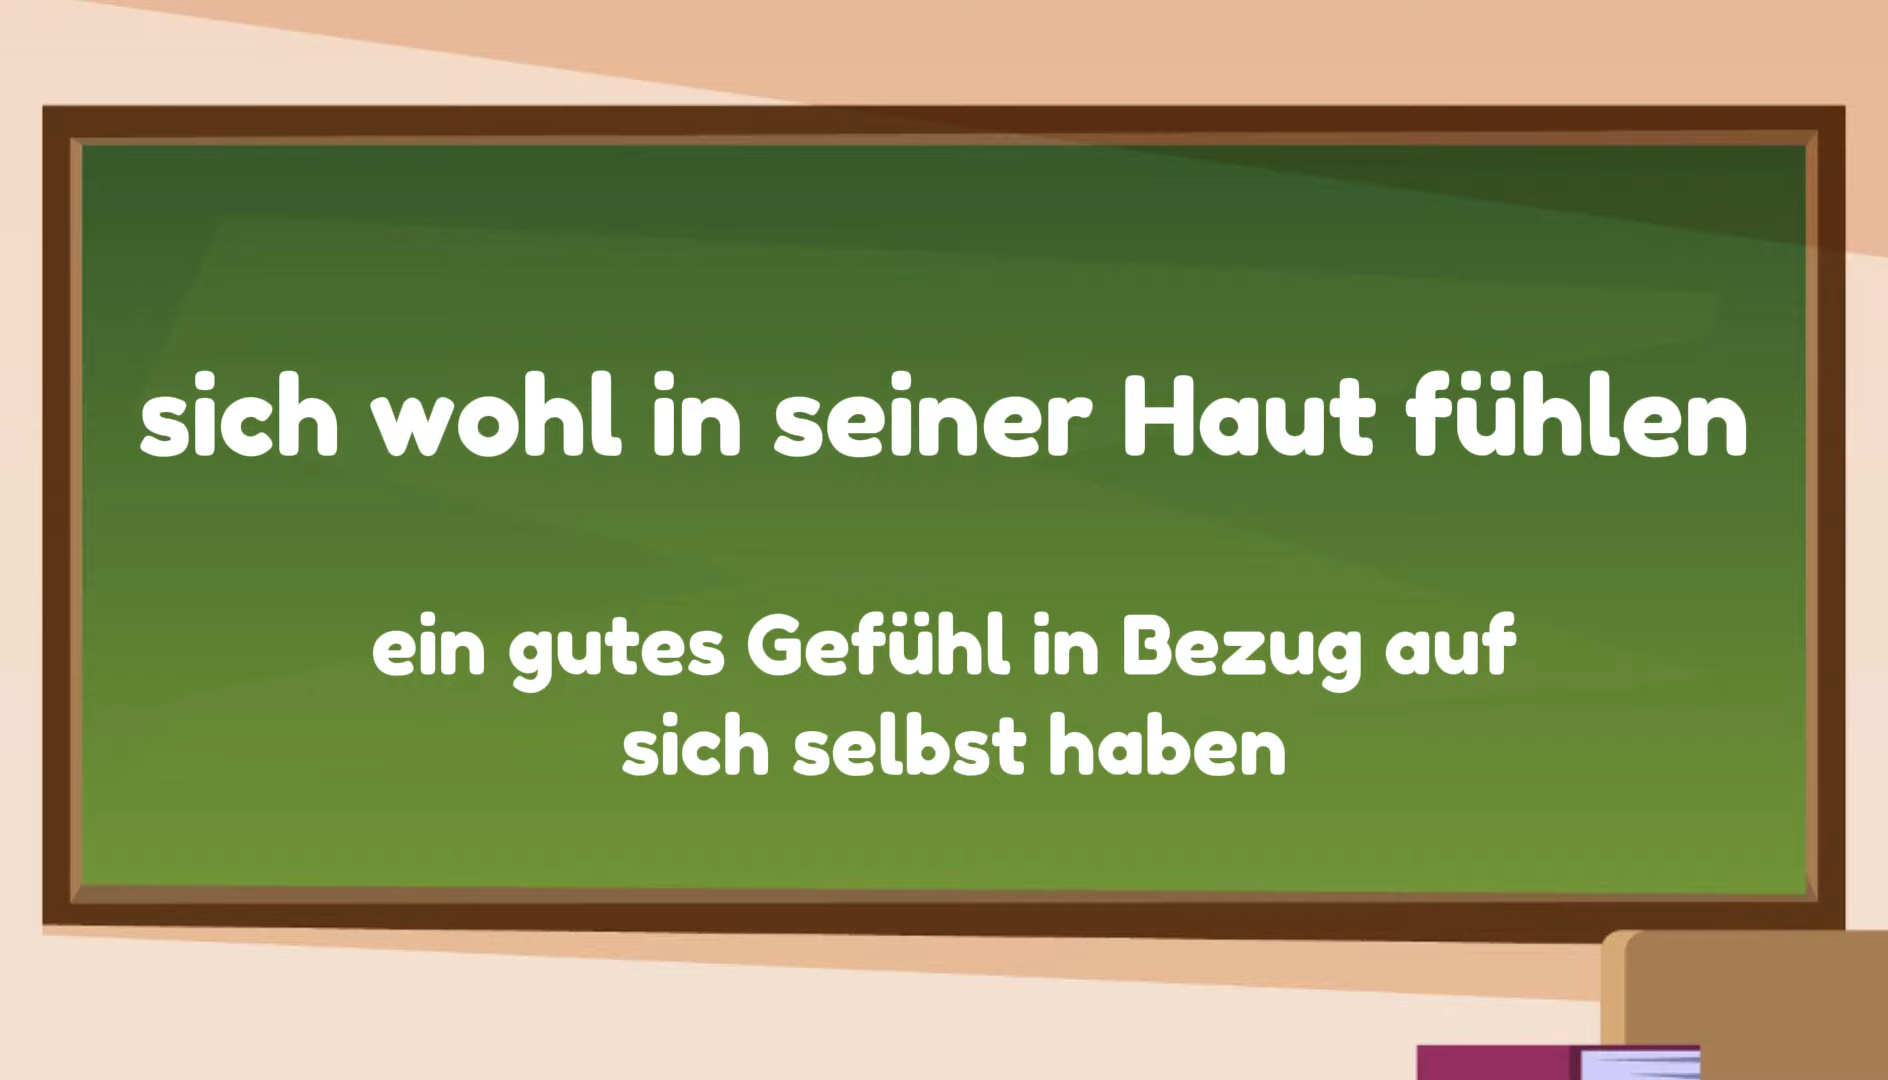 sich wohl in seiner Haut fühlen
ein gutes Gefühl in Bezug auf
sich selbst haben